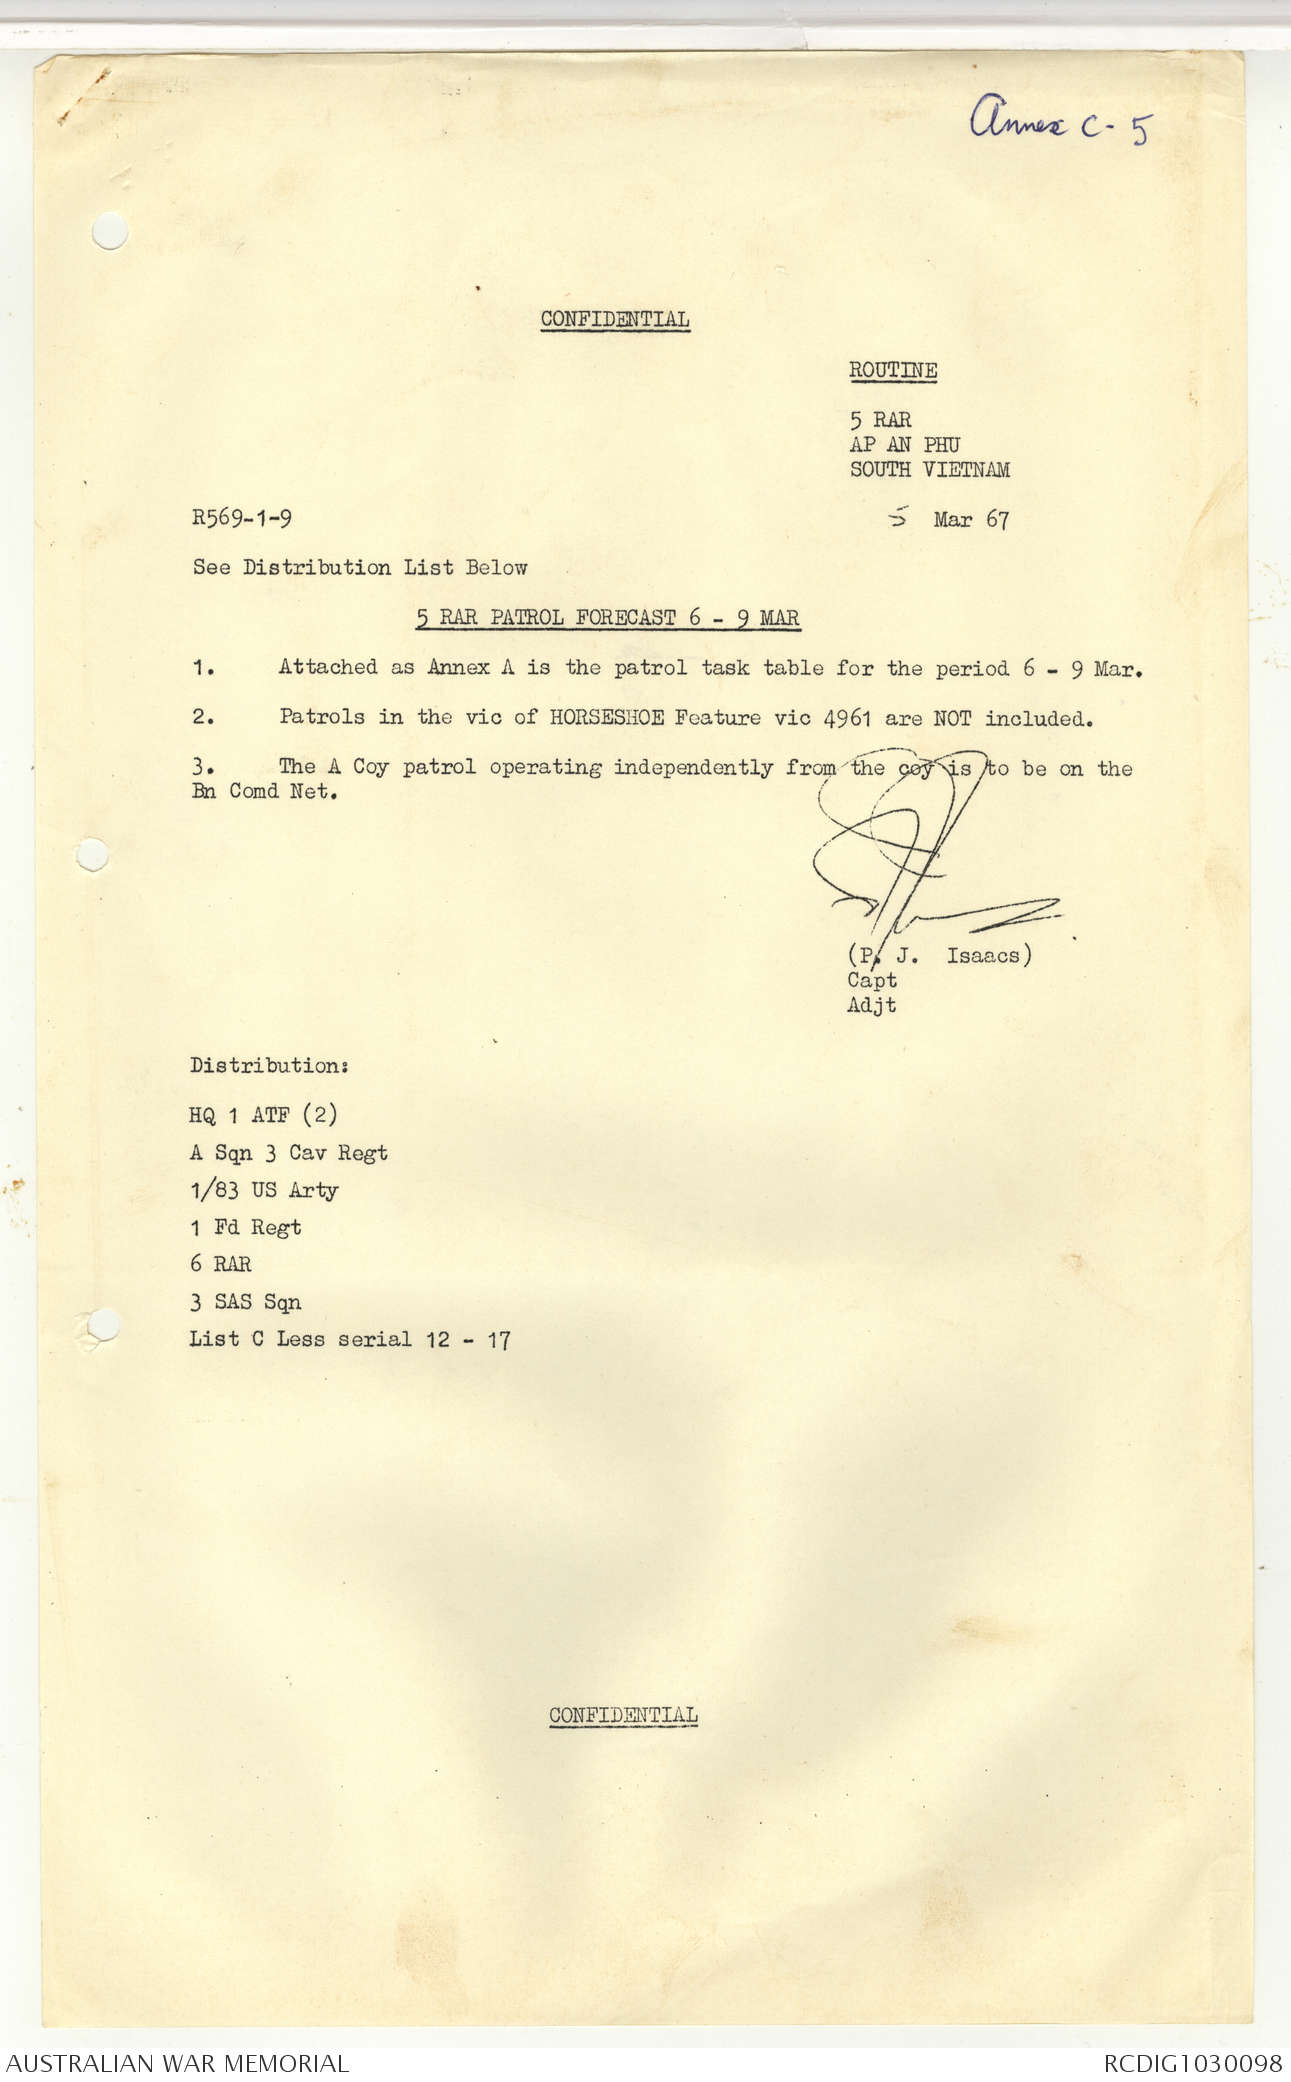 Annex C-5
CONFIDENTIAL
ROUTINE
5 RAR
AP AN PHU
SOUTH VIETNAM
R569-1-9
5 Mar 67
See Distribution List Below
5 RAR PATROL FORECAST 6 - 9 MAR
1. Attached as Annex A is the patrol task table for the period 6 - 9 Mar.
2. Patrols in the vic of HORSESHOE Feature vic 4961 are NOT included.
3. The A Coy patrol operating independently from the coy is to be on the
Bn Comd Net.
(P. J. Isaacs)
Capt
Adjt
Distribution:
HQ 1 ATF (2)
A Sqn 3 Cav Regt
1/83 US Arty
1 Fd Regt
6 RAR
3 SAS Sqn
List C Less serial 12 - 17
CONFIDENTIAL
AUSTRALIAN WAR MEMORIAL
RCDIG1030098